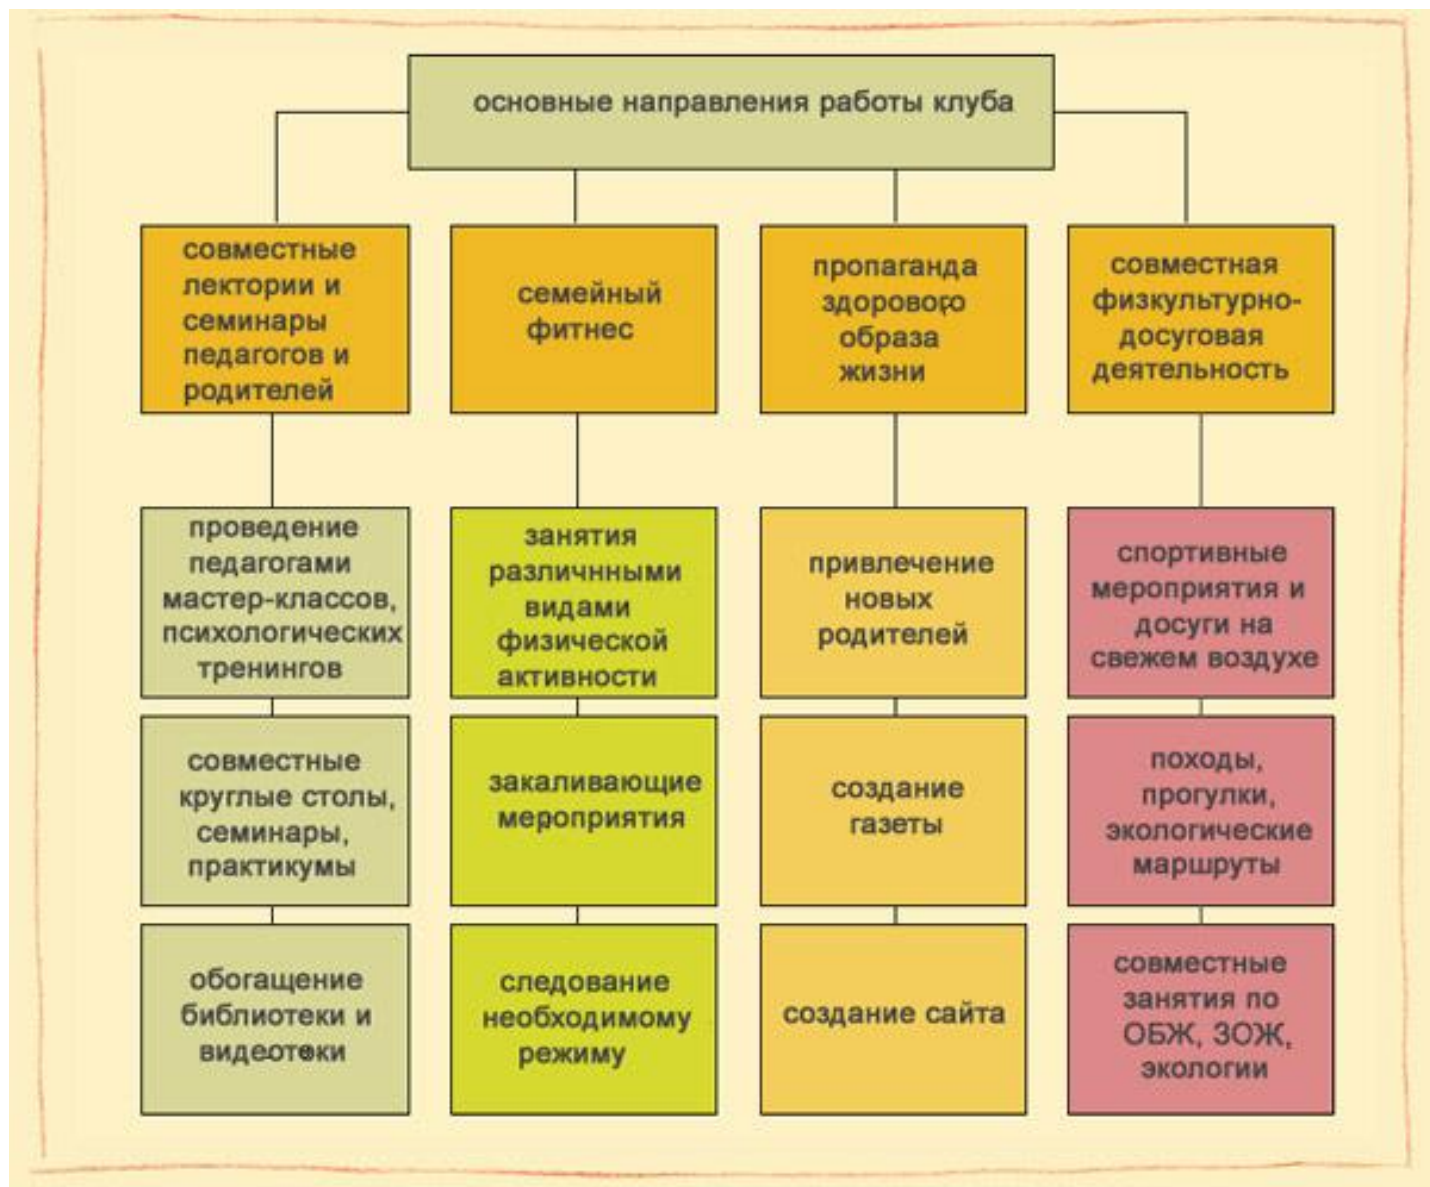 основные направления работы клуба
совместные
лектории и
семинары
педагогов и
родителей
семейный
фитнес
пропаганда
здорового
образа
жизни
совместная
физкультурно-
досуговая
деятельность
проведение
педагогами
мастер-классов,
психологических
тренингов
занятия
различнными
видами
физической
активности
привлечение
новых
родителей
спортивные
мероприятия и
досуги на
свежем воздухе
совместные
круглые столы,
семинары,
практикумы
закаливающие
мероприятия
создание
газеты
походы,
прогулки,
экологические
маршруты
обогащение
библиотеки и
видеотеки
следование
необходимому
режиму
создание сайта
совместные
занятия по
ОБЖ, ЗОЖ,
экологии